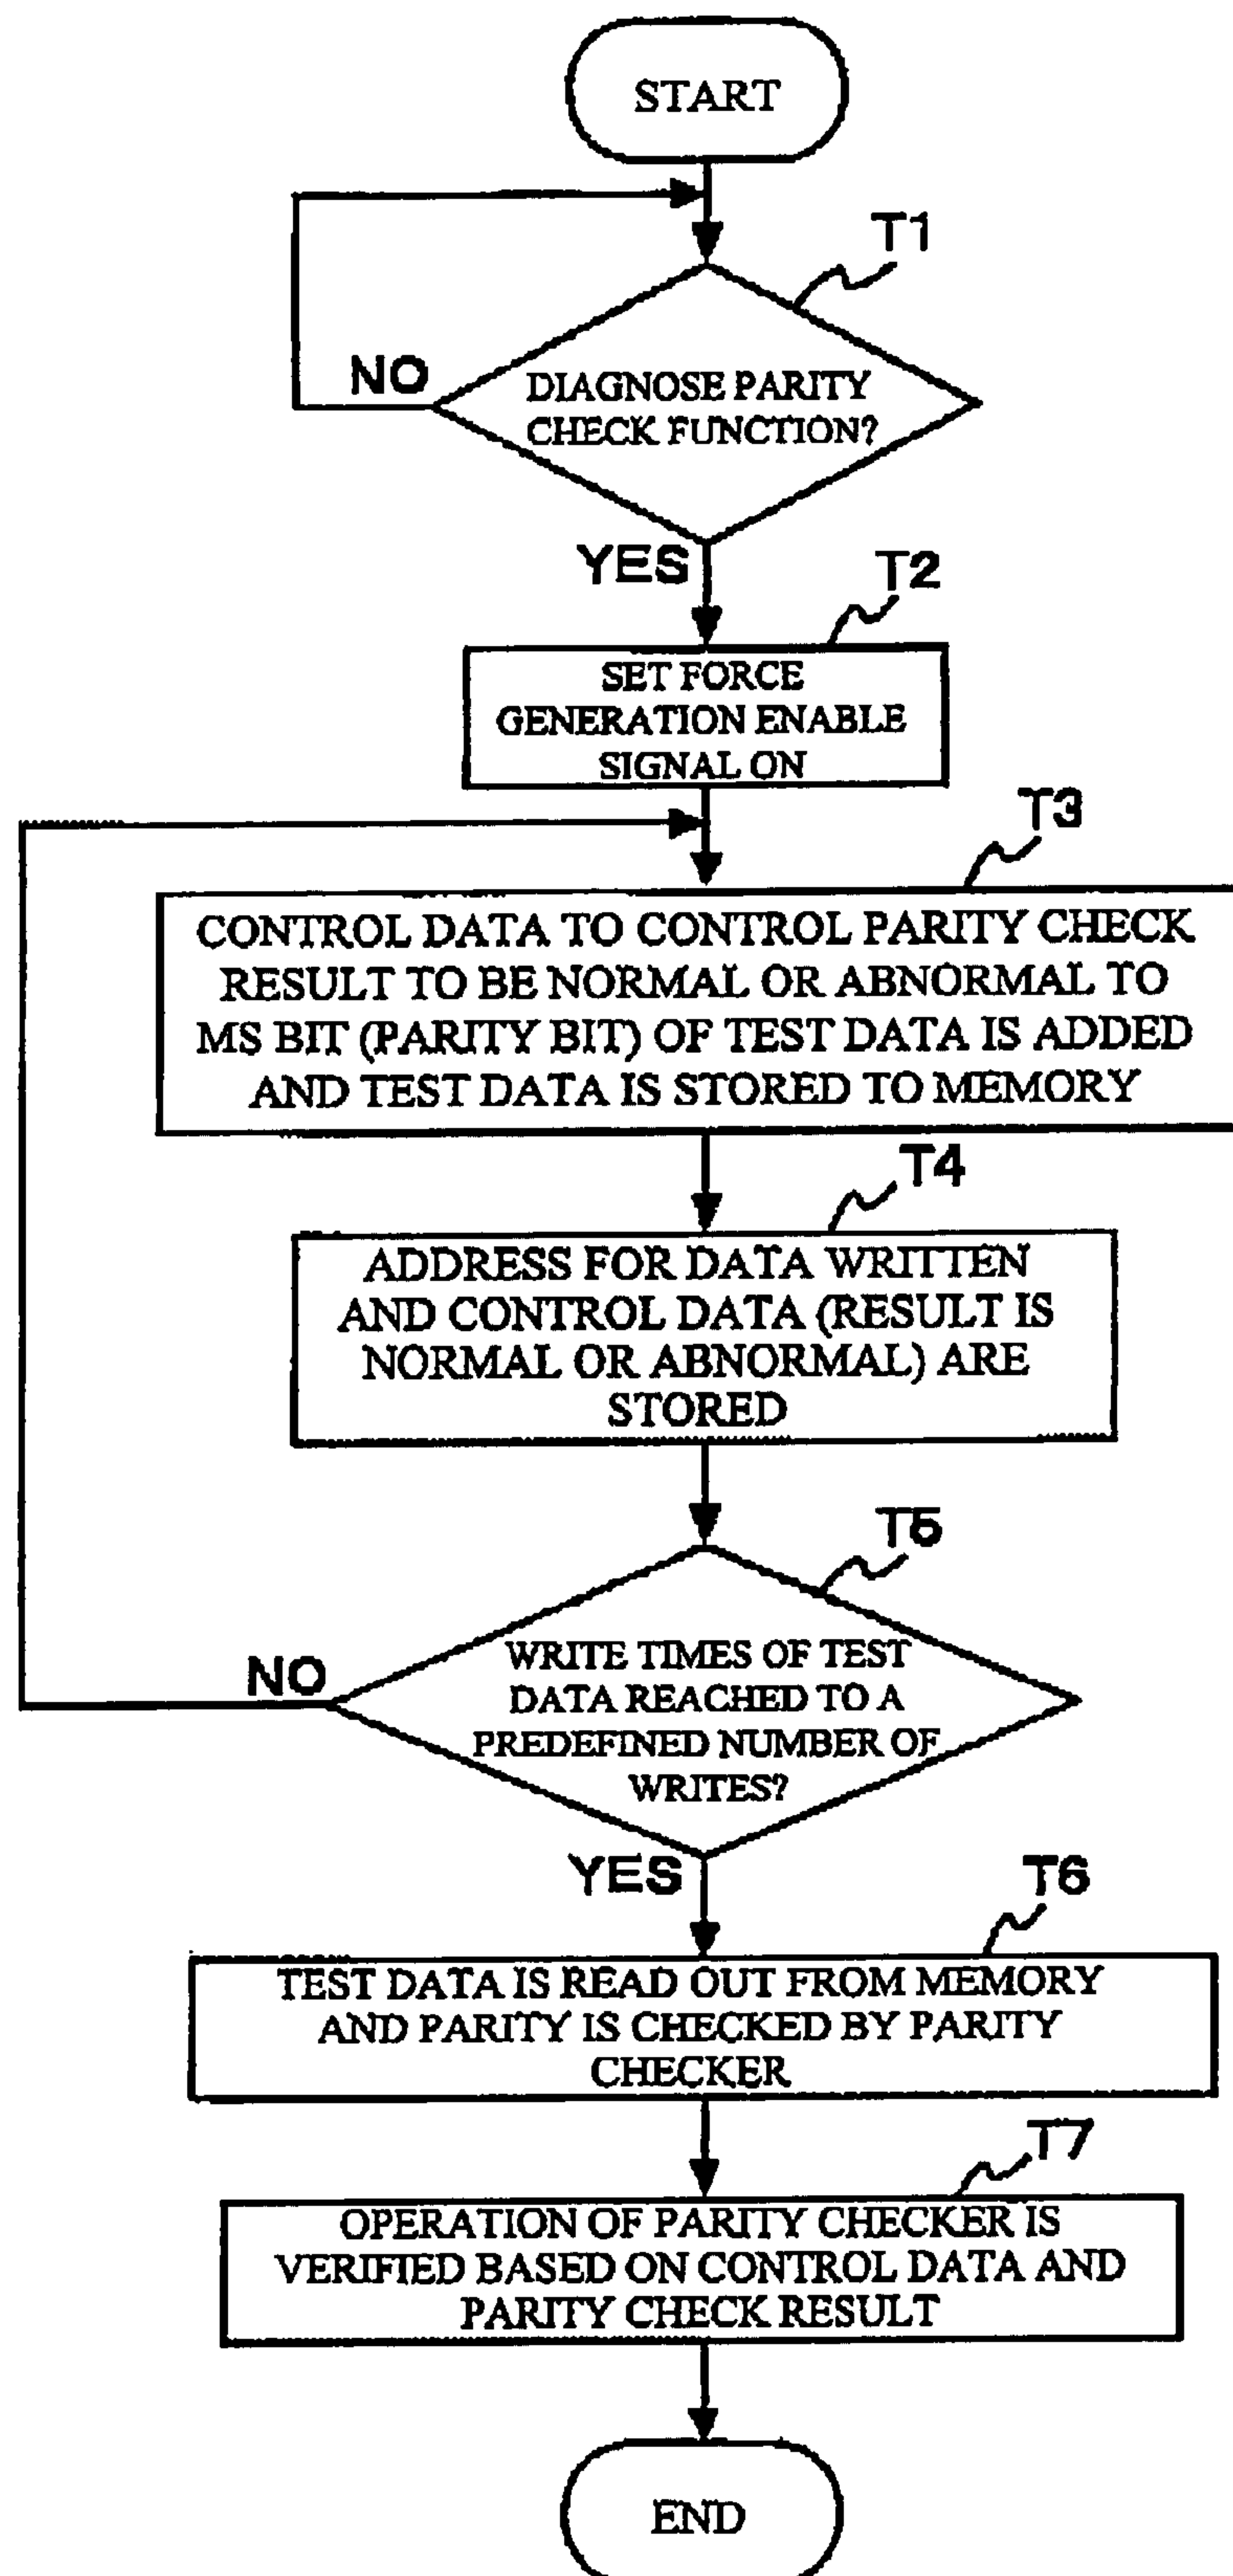 START
T1
NO
DIAGNOSE PARITY
CHECK FUNCTION?
YES
T2
SET FORCE
GENERATION ENABLE
SIGNAL ON
T3
CONTROL DATA TO CONTROL PARITY CHECK
RESULT TO BE NORMAL OR ABNORMAL TO
MS BIT (PARITY BIT) OF TEST DATA IS ADDED
AND TEST DATA IS STORED TO MEMORY
T4
ADDRESS FOR DATA WRITTEN
AND CONTROL DATA (RESULT IS
NORMAL OR ABNORMAL) ARE
STORED
T5
NO
WRITE TIMES OF TEST
DATA REACHED TO A
PREDEFINED NUMBER OF
WRITES?
YES
T6
TEST DATA IS READ OUT FROM MEMORY
AND PARITY IS CHECKED BY PARITY
CHECKER
T7
OPERATION OF PARITY CHECKER IS
VERIFIED BASED ON CONTROL DATA AND
PARITY CHECK RESULT
END